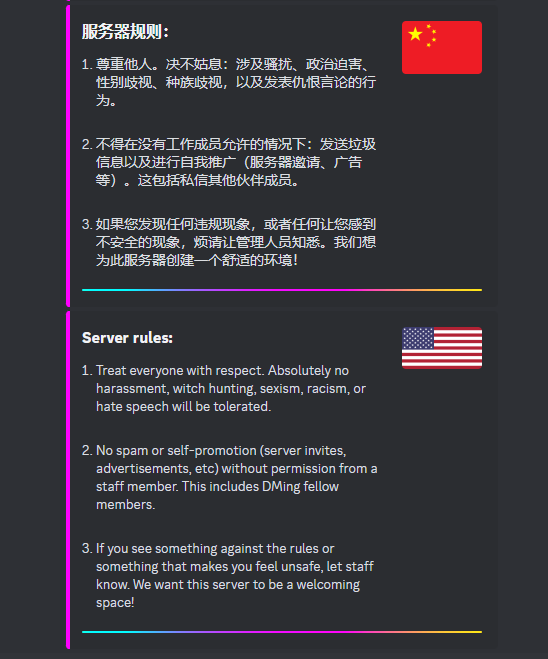 服务器规则：
1. 尊重他人。决不姑息：涉及骚扰、政治迫害、
性别歧视、种族歧视，以及发表仇恨言论的行
为。
2. 不得在没有工作成员允许的情况下：发送垃圾
信息以及进行自我推广（服务器邀请、广告
等）。这包括私信其他伙伴成员。
3. 如果您发现任何违规现象，或者任何让您感到
不安全的现象，烦请让管理人员知悉。我们想
为此服务器创建一个舒适的环境！
Server rules:
1. Treat everyone with respect. Absolutely no
harassment, witch hunting, sexism, racism, or
hate speech will be tolerated.
2. No spam or self-promotion (server invites,
advertisements, etc) without permission from a
staff member. This includes DMing fellow
members.
3. If you see something against the rules or
something that makes you feel unsafe, let staff
know. We want this server to be a welcoming
space!